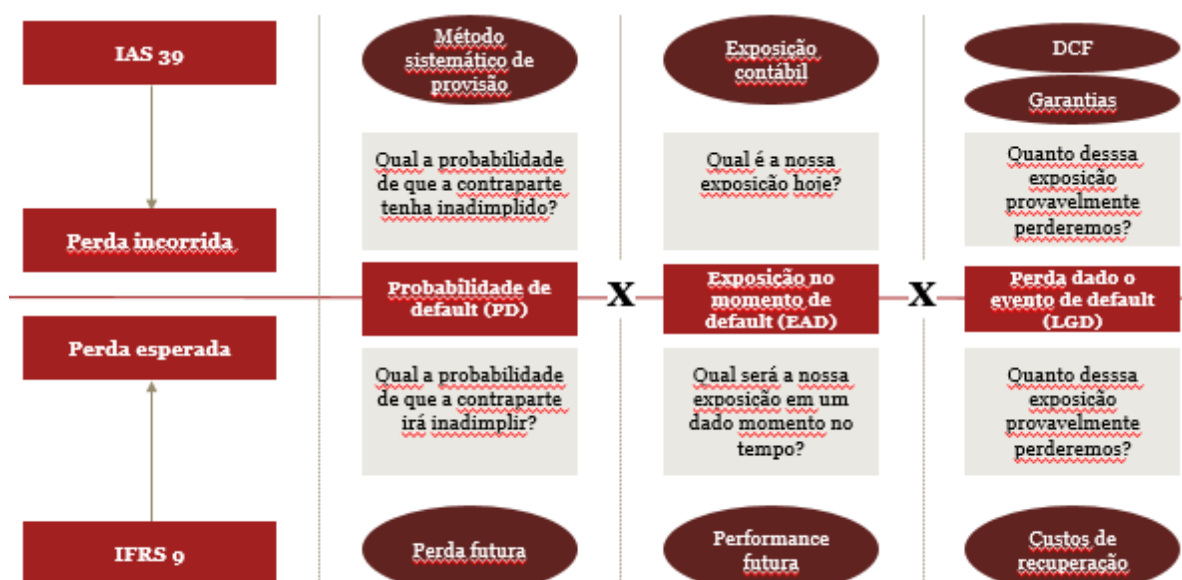 IAS 39
Perda incorrida
Perda esperada
IFRS 9
Método
sistemático de
provisão
Qual a probabilidade
de que a contraparte
tenha inadimplido?
Probabilidade de
default (PD)
Qual a probabilidade
de que a contraparte
irá inadimplir?
Perda futura
X
Exposição
contábil
Qual é a nossa
exposição hoje?
Exposição no
momento de
default (EAD)
Qual será a nossa
exposição em um
dado momento no
tempo?
Performance
futura
X
DCF
Garantias
Quanto desssa
exposição
provavelmente
perderemos?
Perda dado o
evento de default
(LGD)
Quanto desssa
exposição
provavelmente
perderemos?
Custos de
recuperação